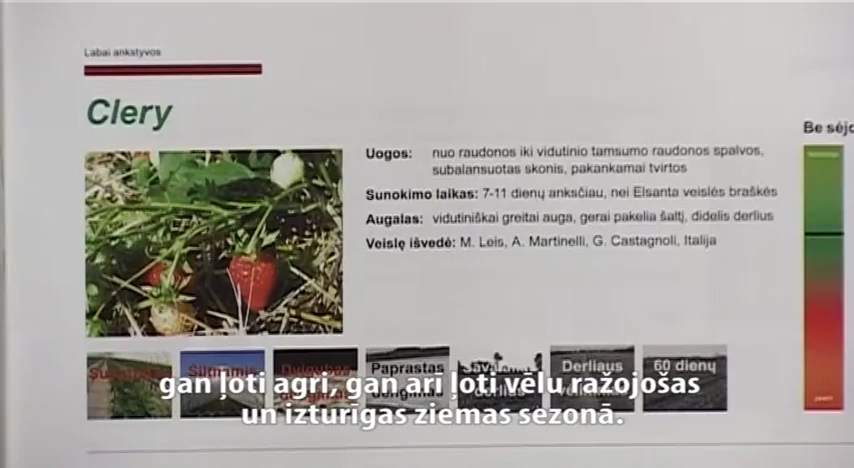 Labai ankstyvos
Clery
Be sėjo
Uogos: nuo raudonos iki vidutinio tamsumo raudonos spalvos,
subalansuotas skonis, pakankamai tvirtos
Sunokimo laikas: 7-11 dienų anksčiau, nei Elsanta veislės braškės
Augalas: vidutiniškai greitai auga, gerai pakelia šaltį, didelis derlius
Veislę išvedė: M. Leis, A. Martinelli, G. Castagnoli, Italija
Šiltnamis
Dvigubas
Paprastas
dengimas
Derliaus
60 dienų
gan ļoti agri, gan arī ļoti vēlu ražojošas
un izturīgas ziemas sezonā.